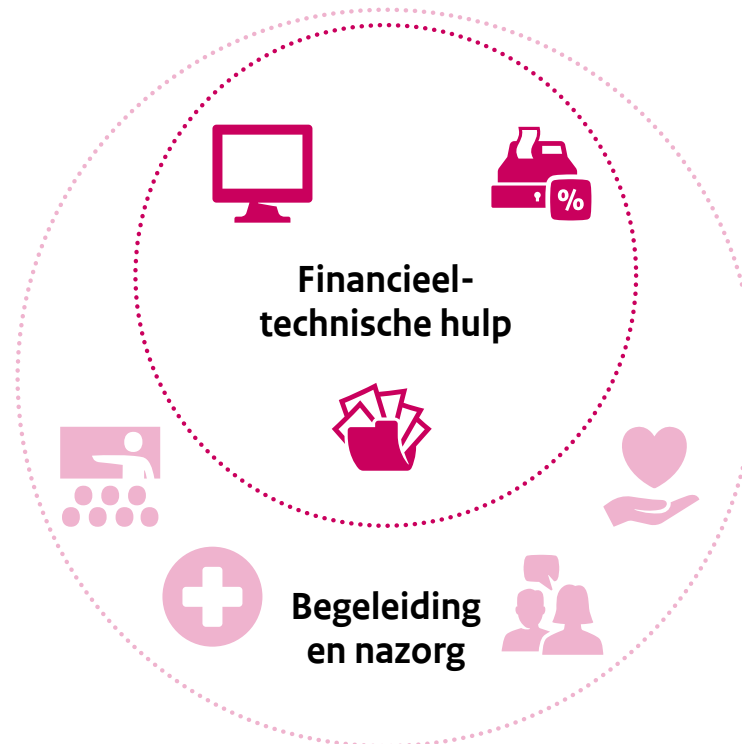 %
Financieel-
technische hulp
Begeleiding
en nazorg